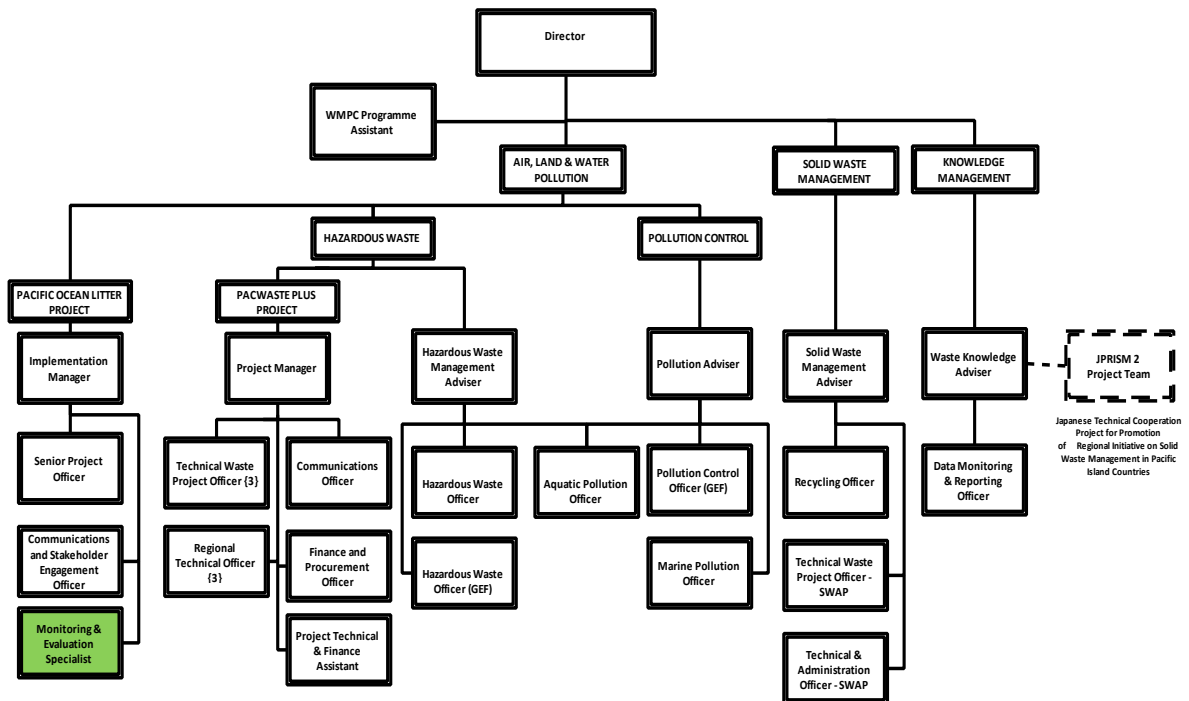 Director
WMPC Programme
Assistant
AIR, LAND & WATER
POLLUTION
SOLID WASTE
MANAGEMENT
KNOWLEDGE
MANAGEMENT
HAZARDOUS WASTE
POLLUTION CONTROL
PACIFIC OCEAN LITTER
PROJECT
PACWASTE PLUS
PROJECT
Implementation
Manager
Project Manager
Hazardous Waste
Management
Adviser
Pollution Adviser
Solid Waste
Management
Adviser
Waste Knowledge
Adviser
JPRISM 2
Project Team
Japanese Technical Cooperation
Project for Promotion
of Regional Initiative on Solid
Waste Management in Pacific
Island Countries
Senior Project
Officer
Technical Waste
Project Officer {3}
Communications
Officer
Hazardous Waste
Officer
Aquatic Pollution
Officer
Pollution Control
Officer (GEF)
Recycling Officer
Data Monitoring
& Reporting
Officer
Communications
and Stakeholder
Engagement
Officer
Regional
Technical Officer
{3}
Finance and
Procurement
Officer
Hazardous Waste
Officer (GEF)
Marine Pollution
Officer
Technical Waste
Project Officer -
SWAP
Monitoring &
Evaluation
Specialist
Project Technical
& Finance
Assistant
Technical &
Administration
Officer - SWAP